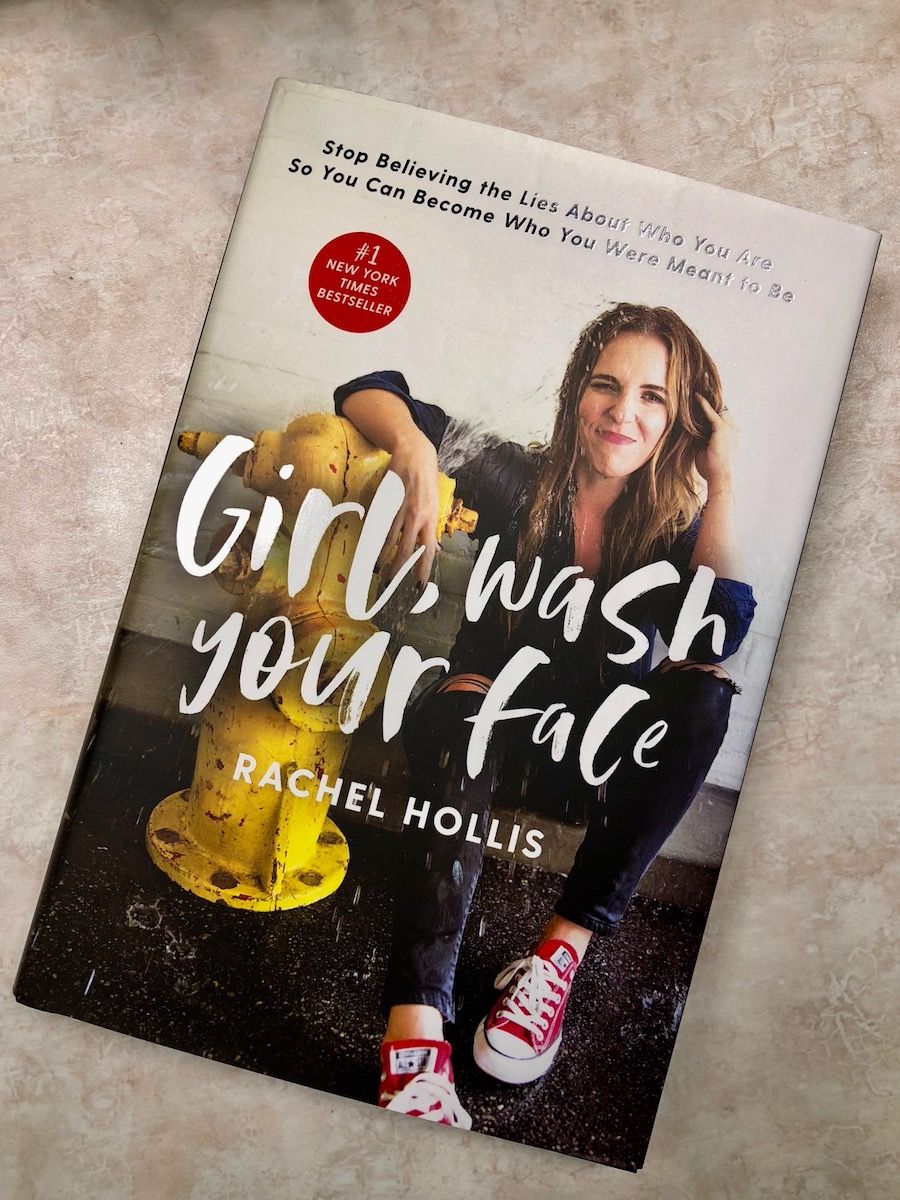 Stop Believing the Lies About Who You Are
So You Can Become Who You Were Meant to Be
#1
NEW YORK
TIMES
BESTSELLER
Girl, wash
your face
RACHEL HOLLIS